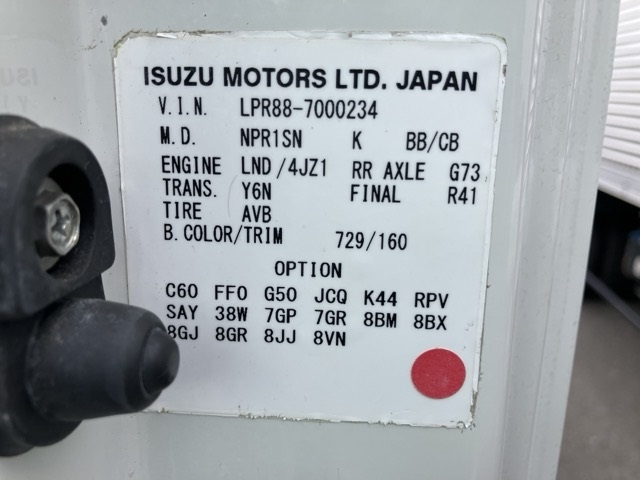 ISUZU MOTORS LTD. JAPAN
V.I.N. LPR88-7000234
M.D. NPR1SN K BB/CB
ENGINE LND/4JZ1 RR AXLE G73
TRANS. Y6N FINAL R41
TIRE AVB
B.COLOR/TRIM 729/160
OPTION
C60 FF0 G50 JCQ K44 RPV
SAY 38W 7GP 7GR 8BM 8BX
8GJ 8GR 8JJ 8VN